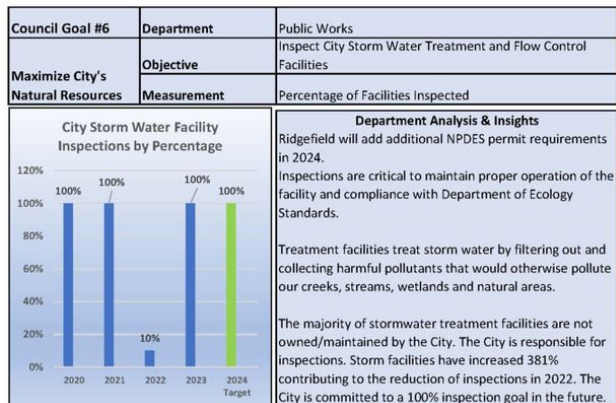 Council Goal #6
Department
Public Works
Maximize City's
Natural Resources
Objective
Inspect City Storm Water Treatment and Flow Control
Facilities
Measurement
Percentage of Facilities Inspected
City Storm Water Facility
Inspections by Percentage
120%
100%
80%
60%
40%
20%
0%
100%
100%
10%
100%
100%
2020
2021
2022
2023
2024
Target
Department Analysis & Insights
Ridgefield will add additional NPDES permit requirements
in 2024.
Inspections are critical to maintain proper operation of the
facility and compliance with Department of Ecology
Standards.
Treatment facilities treat storm water by filtering out and
collecting harmful pollutants that would otherwise pollute
our creeks, streams, wetlands and natural areas.
The majority of stormwater treatment facilities are not
owned/maintained by the City. The City is responsible for
inspections. Storm facilities have increased 381%
contributing to the reduction of inspections in 2022. The
City is committed to a 100% inspection goal in the future.